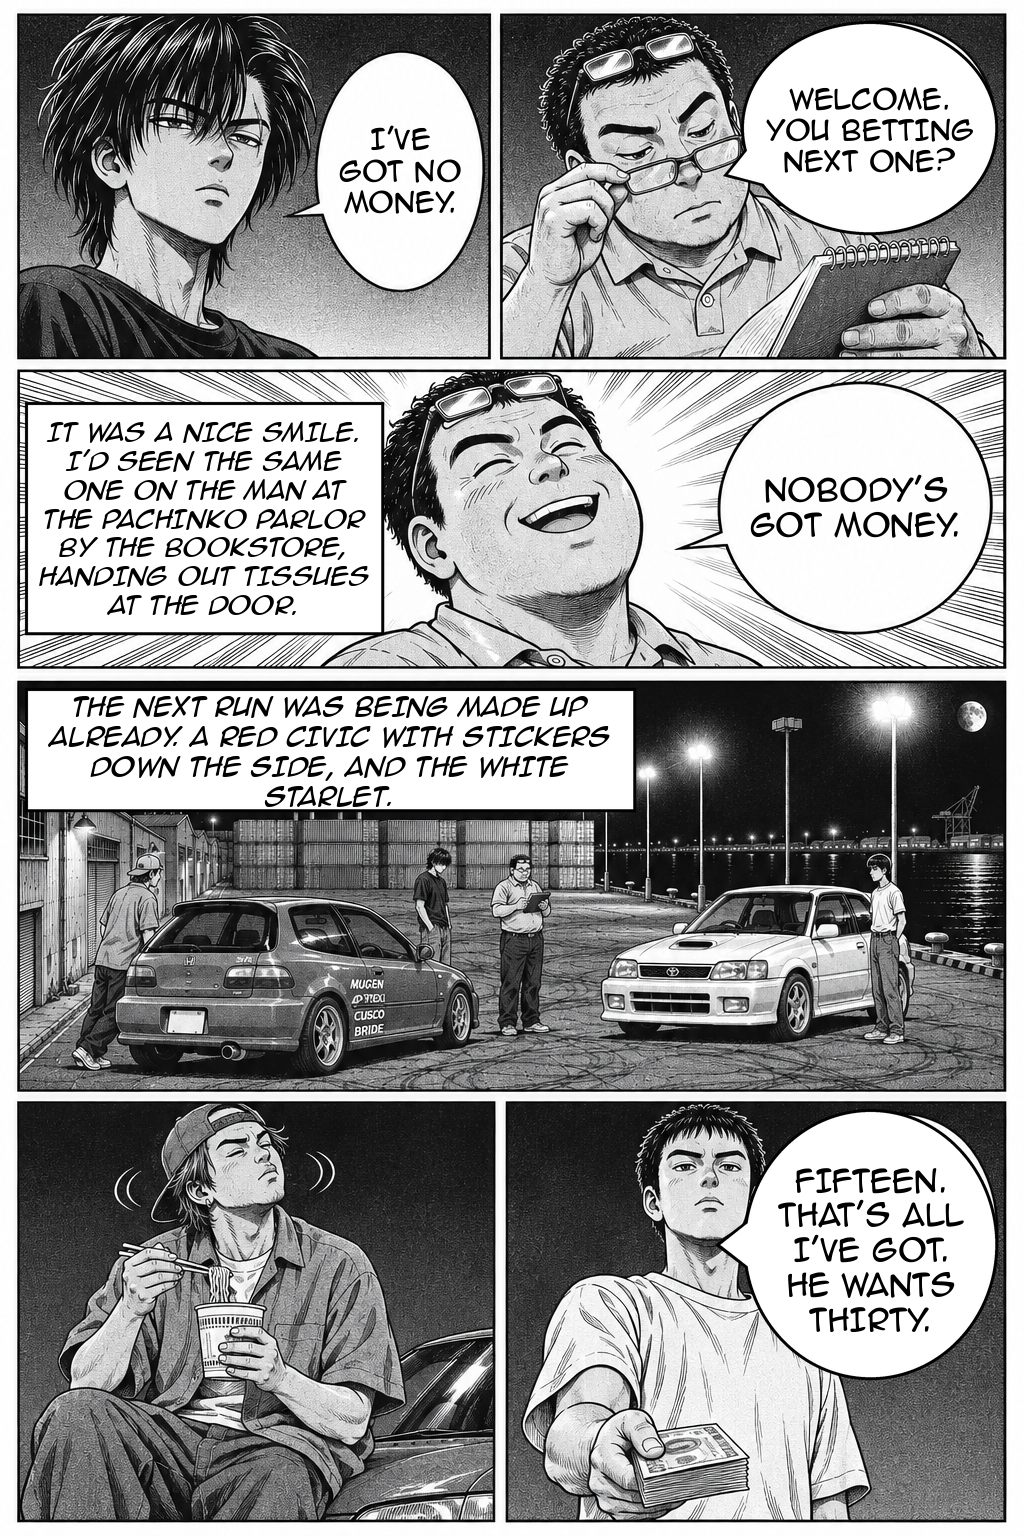 I'VE
GOT NO
MONEY.
WELCOME.
YOU BETTING
NEXT ONE?
IT WAS A NICE SMILE.
I'D SEEN THE SAME
ONE ON THE MAN AT
THE PACHINKO PARLOR
BY THE BOOKSTORE,
HANDING OUT TISSUES
AT THE DOOR.
NOBODY'S
GOT MONEY.
THE NEXT RUN WAS BEING MADE UP
ALREADY. A RED CIVIC WITH STICKERS
DOWN THE SIDE, AND THE WHITE
STARLET.
MUGEN
CUSCO
BRIDE
FIFTEEN.
THAT'S ALL
I'VE GOT.
HE WANTS
THIRTY.